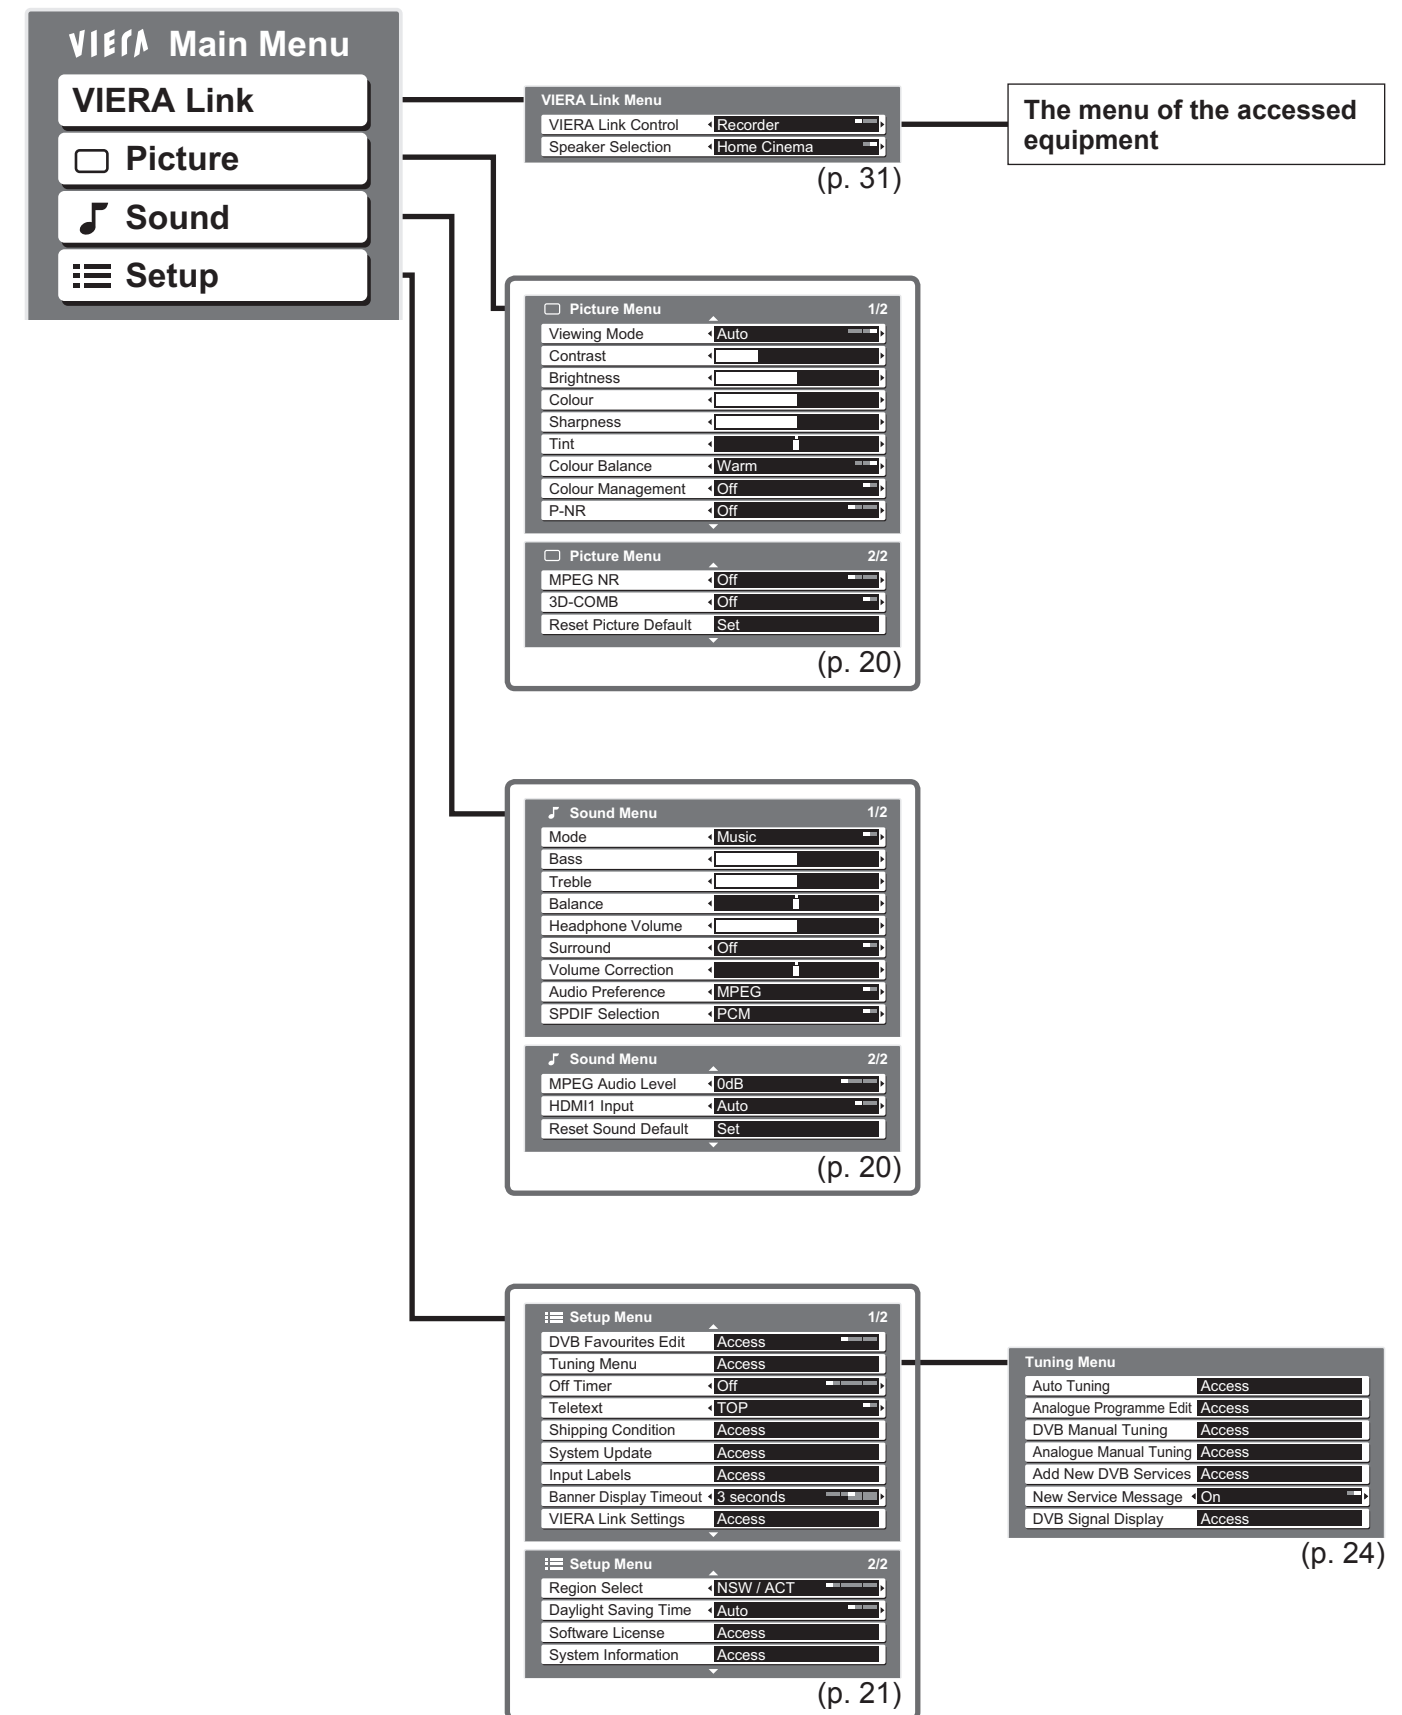 VIERA Main Menu
VIERA Link
Picture
Sound
Setup
VIERA Link Menu
VIERA Link Control Recorder
Speaker Selection Home Cinema
(p. 31)
The menu of the accessed
equipment
Picture Menu 1/2
Viewing Mode Auto
Contrast
Brightness
Colour
Sharpness
Tint
Colour Balance Warm
Colour Management Off
P-NR Off
Picture Menu 2/2
MPEG NR Off
3D-COMB Off
Reset Picture Default Set
(p. 20)
Sound Menu 1/2
Mode Music
Bass
Treble
Balance
Headphone Volume
Surround Off
Volume Correction
Audio Preference MPEG
SPDIF Selection PCM
Sound Menu 2/2
MPEG Audio Level 0dB
HDMI1 Input Auto
Reset Sound Default Set
(p. 20)
Setup Menu 1/2
DVB Favourites Edit Access
Tuning Menu Access
Off Timer Off
Teletext TOP
Shipping Condition Access
System Update Access
Input Labels Access
Banner Display Timeout 3 seconds
VIERA Link Settings Access
Setup Menu 2/2
Region Select NSW / ACT
Daylight Saving Time Auto
Software License Access
System Information Access
(p. 21)
Tuning Menu
Auto Tuning Access
Analogue Programme Edit Access
DVB Manual Tuning Access
Analogue Manual Tuning Access
Add New DVB Services Access
New Service Message On
DVB Signal Display Access
(p. 24)